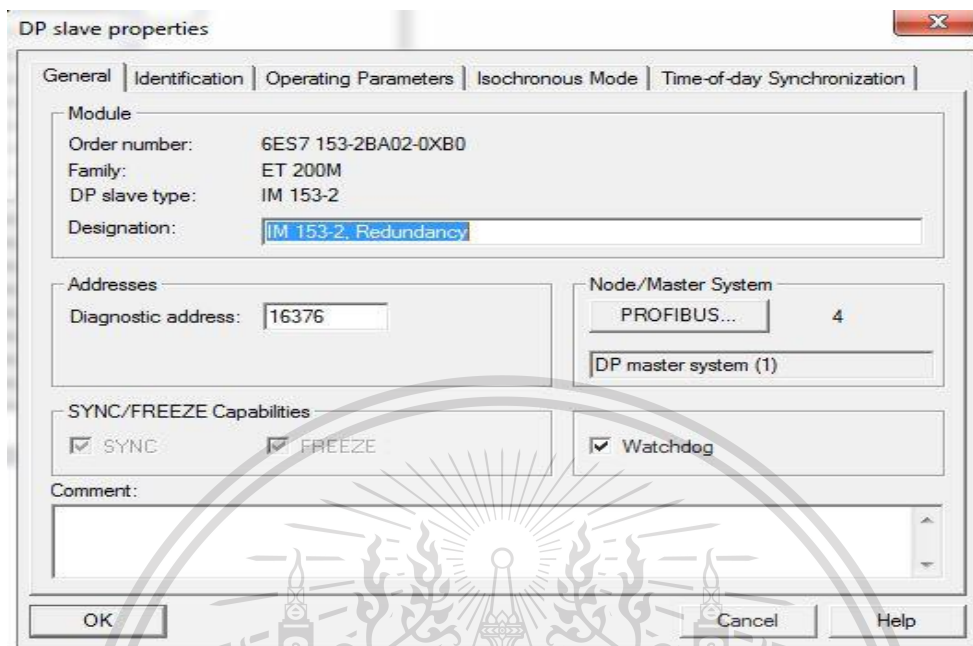 DP slave properties
General Identification Operating Parameters Isochronous Mode Time-of-day Synchronization
Module
Order number: 6ES7 153-2BA02-0XB0
Family: ET 200M
DP slave type: IM 153-2
Designation: IM 153-2, Redundancy
Addresses
Diagnostic address: 16376
Node/Master System
PROFIBUS... 4
DP master system (1)
SYNC/FREEZE Capabilities
SYNC FREEZE
Watchdog
Comment:
OK Cancel Help